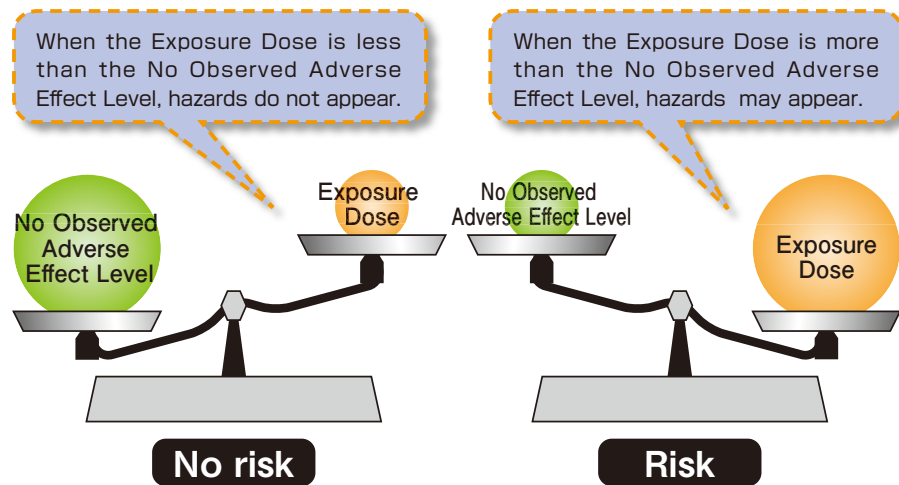 When the Exposure Dose is less
than the No Observed Adverse
Effect Level, hazards do not appear.
When the Exposure Dose is more
than the No Observed Adverse
Effect Level, hazards may appear.
No Observed
Adverse
Effect Level
Exposure
Dose
No Observed
Adverse Effect Level
Exposure
Dose
No risk
Risk